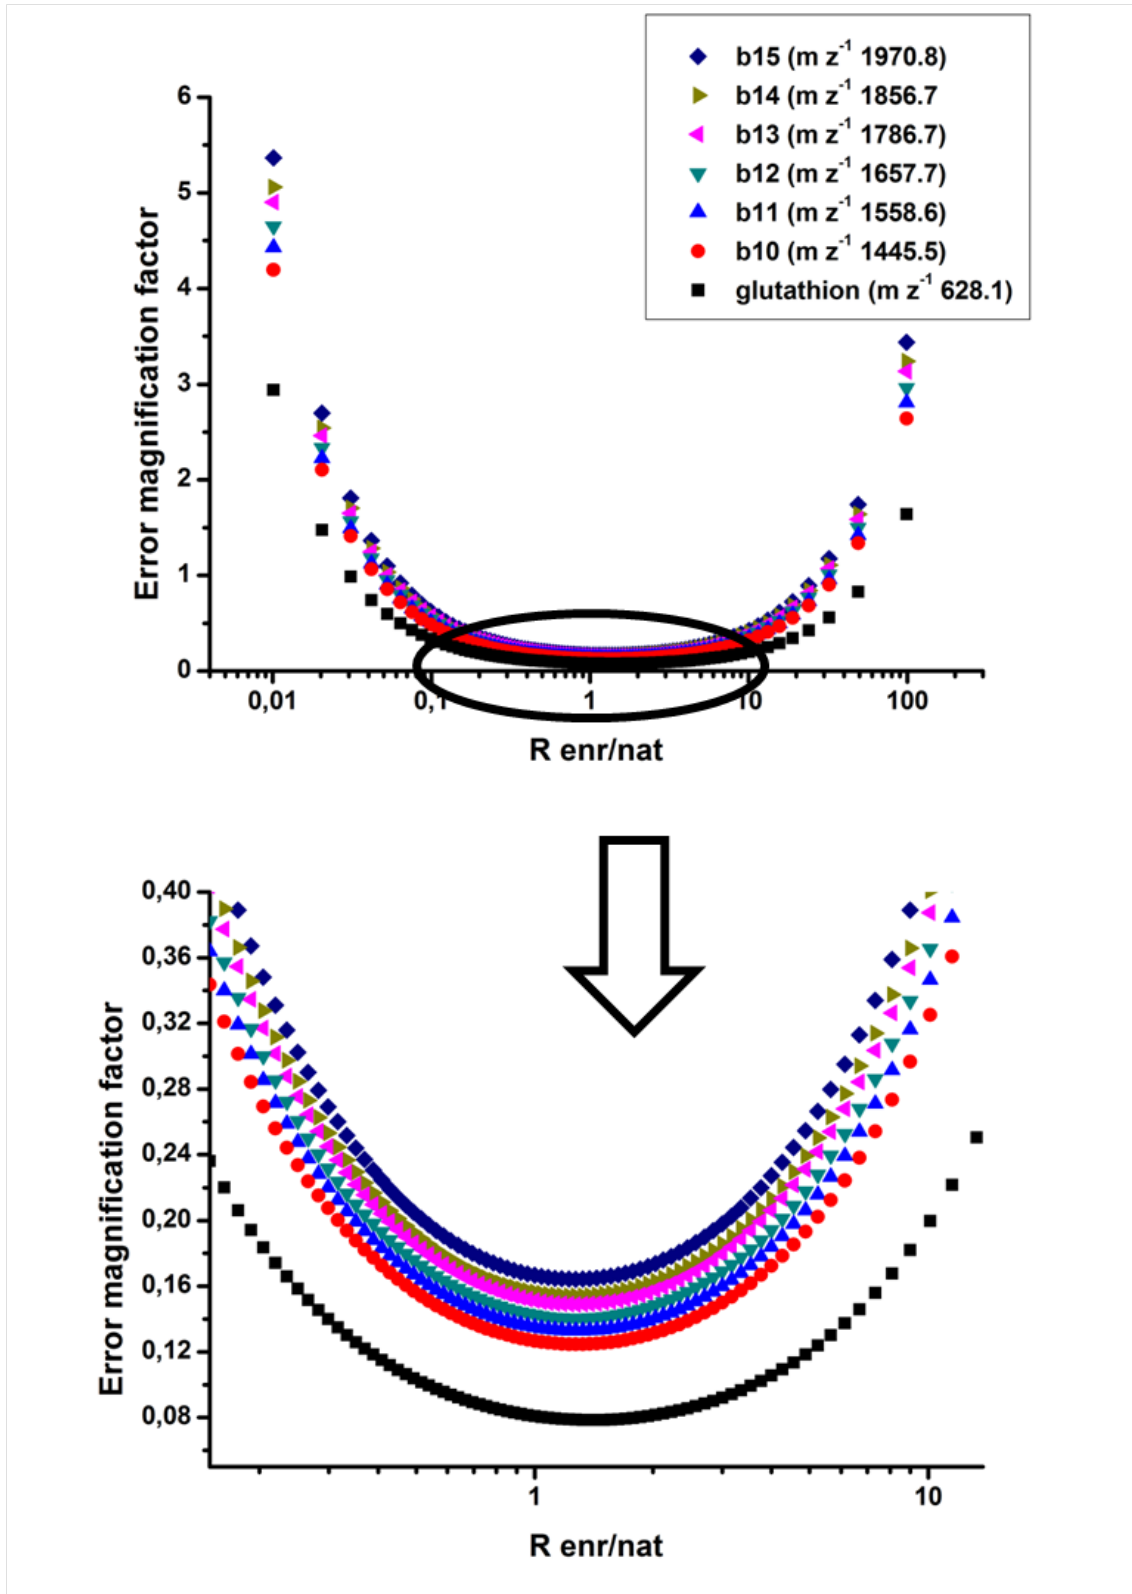 b15 (m z⁻¹ 1970.8)
b14 (m z⁻¹ 1856.7
b13 (m z⁻¹ 1786.7)
b12 (m z⁻¹ 1657.7)
b11 (m z⁻¹ 1558.6)
b10 (m z⁻¹ 1445.5)
glutathion (m z⁻¹ 628.1)
Error magnification factor
6
5
4
3
2
1
0
0,01
0,1
1
10
100
R enr/nat
Error magnification factor
0,40
0,36
0,32
0,28
0,24
0,20
0,16
0,12
0,08
1
10
R enr/nat